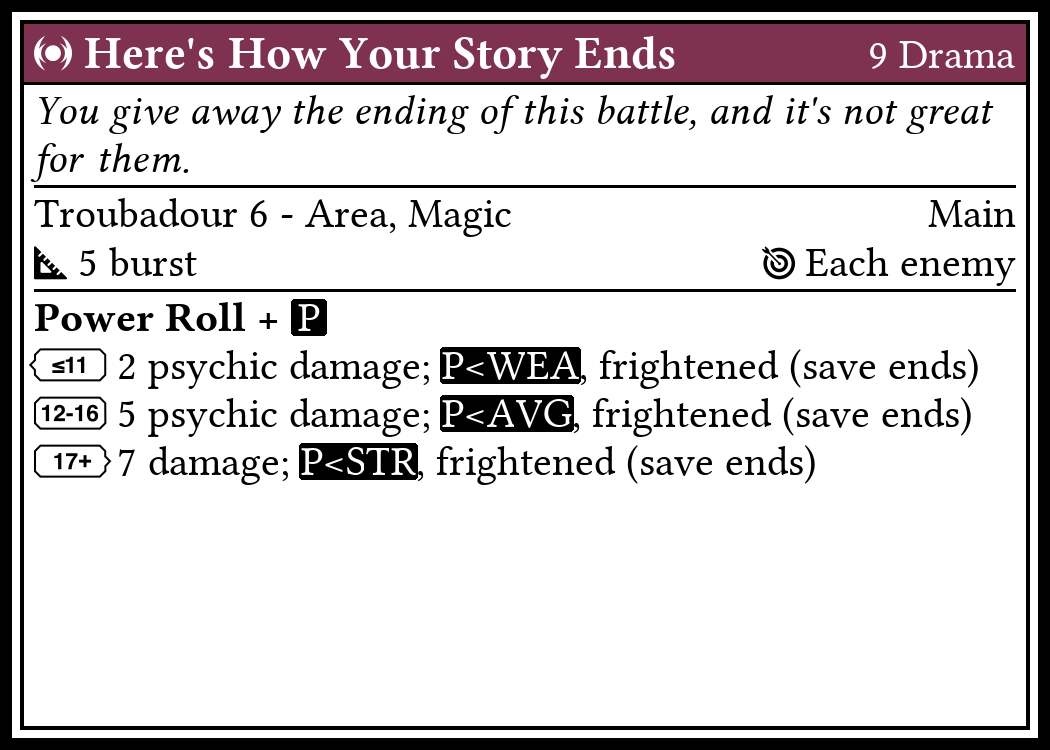 Here's How Your Story Ends 9 Drama
You give away the ending of this battle, and it's not great
for them.
Troubadour 6 - Area, Magic Main
5 burst Each enemy
Power Roll + P
≤11 2 psychic damage; P<WEA, frightened (save ends)
12-16 5 psychic damage; P<AVG, frightened (save ends)
17+ 7 damage; P<STR, frightened (save ends)